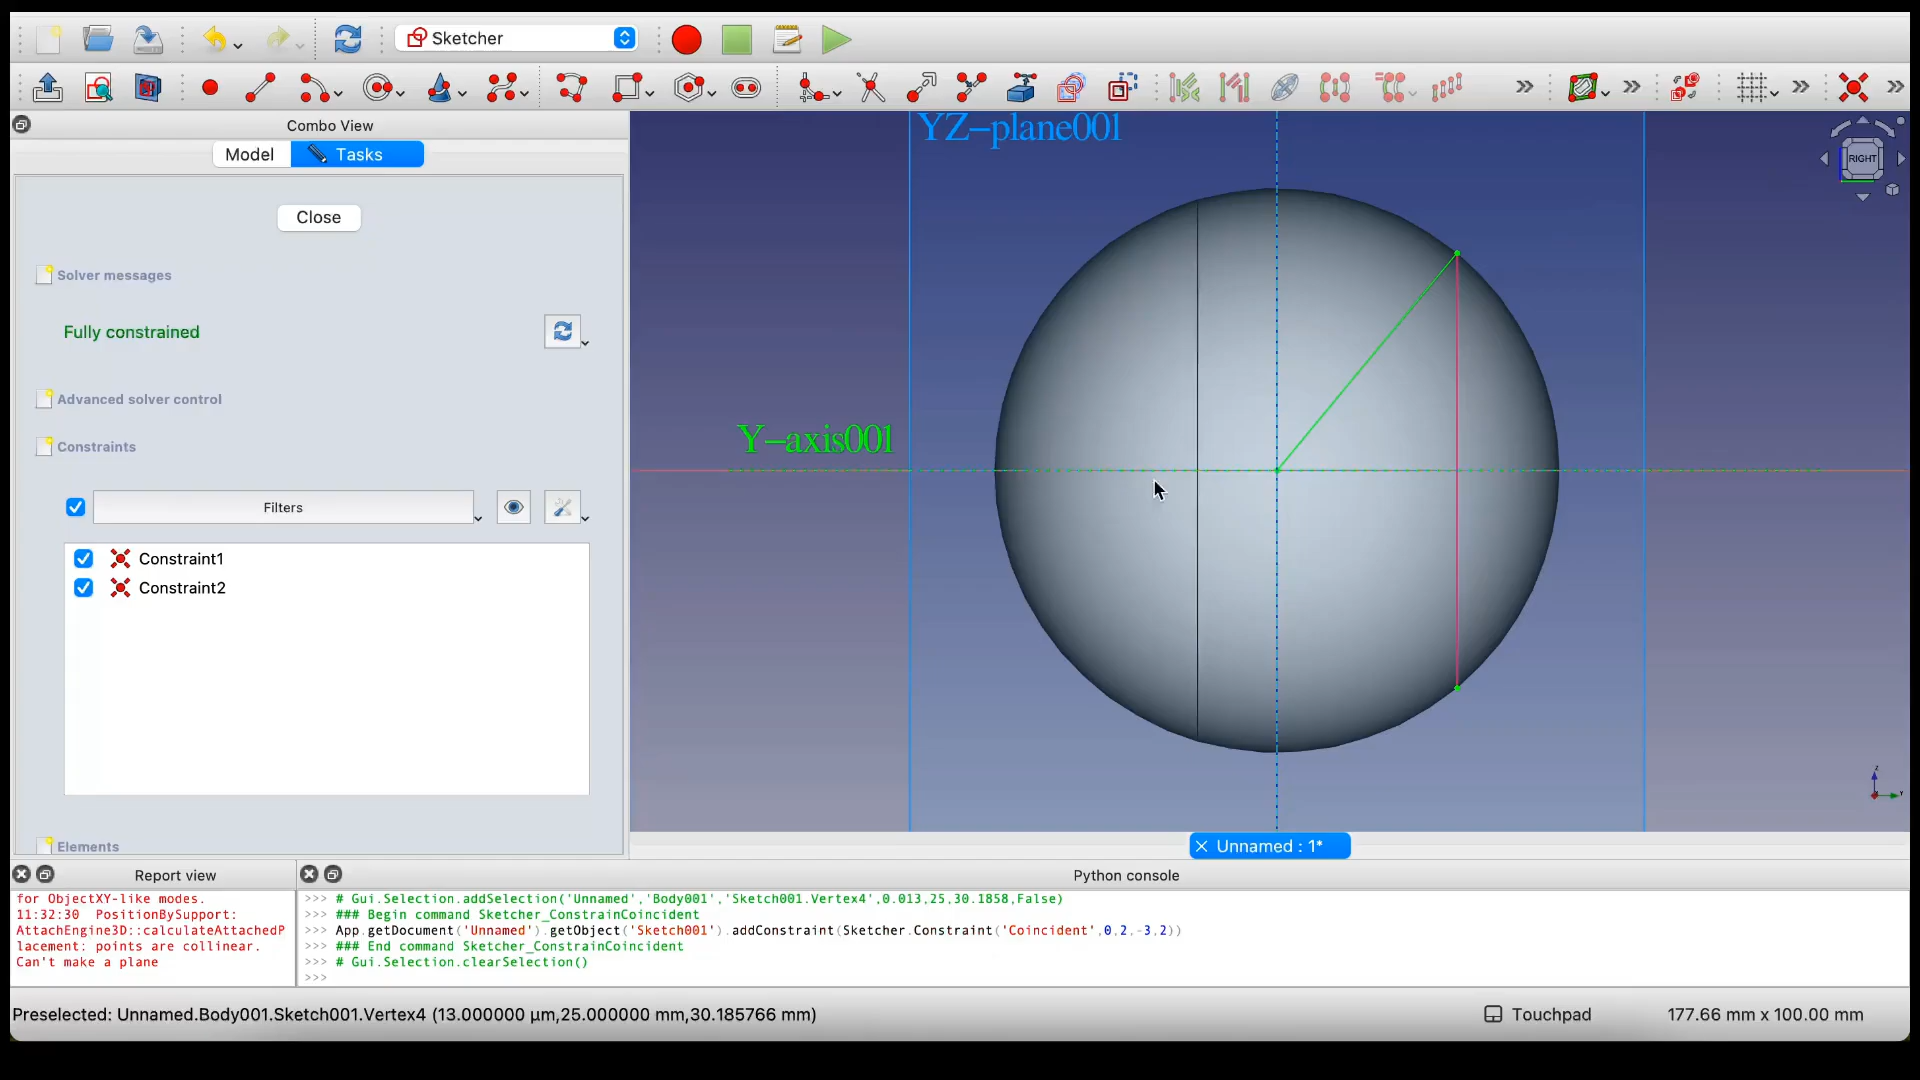 Sketcher
Combo View
Model
Tasks
Close
Solver messages
Fully constrained
Advanced solver control
Constraints
Filters
Constraint1
Constraint2
Elements
YZ-plane001
Y-axis001
RIGHT
z
Y
Unnamed : 1*
Report view
for ObjectXY-like modes.
11:32:30  PositionBySupport:
AttachEngine3D::calculateAttachedP
lacement: points are collinear.
Can't make a plane
Python console
>>> # Gui.Selection.addSelection('Unnamed','Body001','Sketch001.Vertex4',0.013,25,30.1858,False)
>>> ### Begin command Sketcher_ConstrainCoincident
>>> App.getDocument('Unnamed').getObject('Sketch001').addConstraint(Sketcher.Constraint('Coincident',0,2,-3,2))
>>> ### End command Sketcher_ConstrainCoincident
>>> # Gui.Selection.clearSelection()
>>>
Preselected: Unnamed.Body001.Sketch001.Vertex4 (13.000000 µm,25.000000 mm,30.185766 mm)
Touchpad
177.66 mm x 100.00 mm